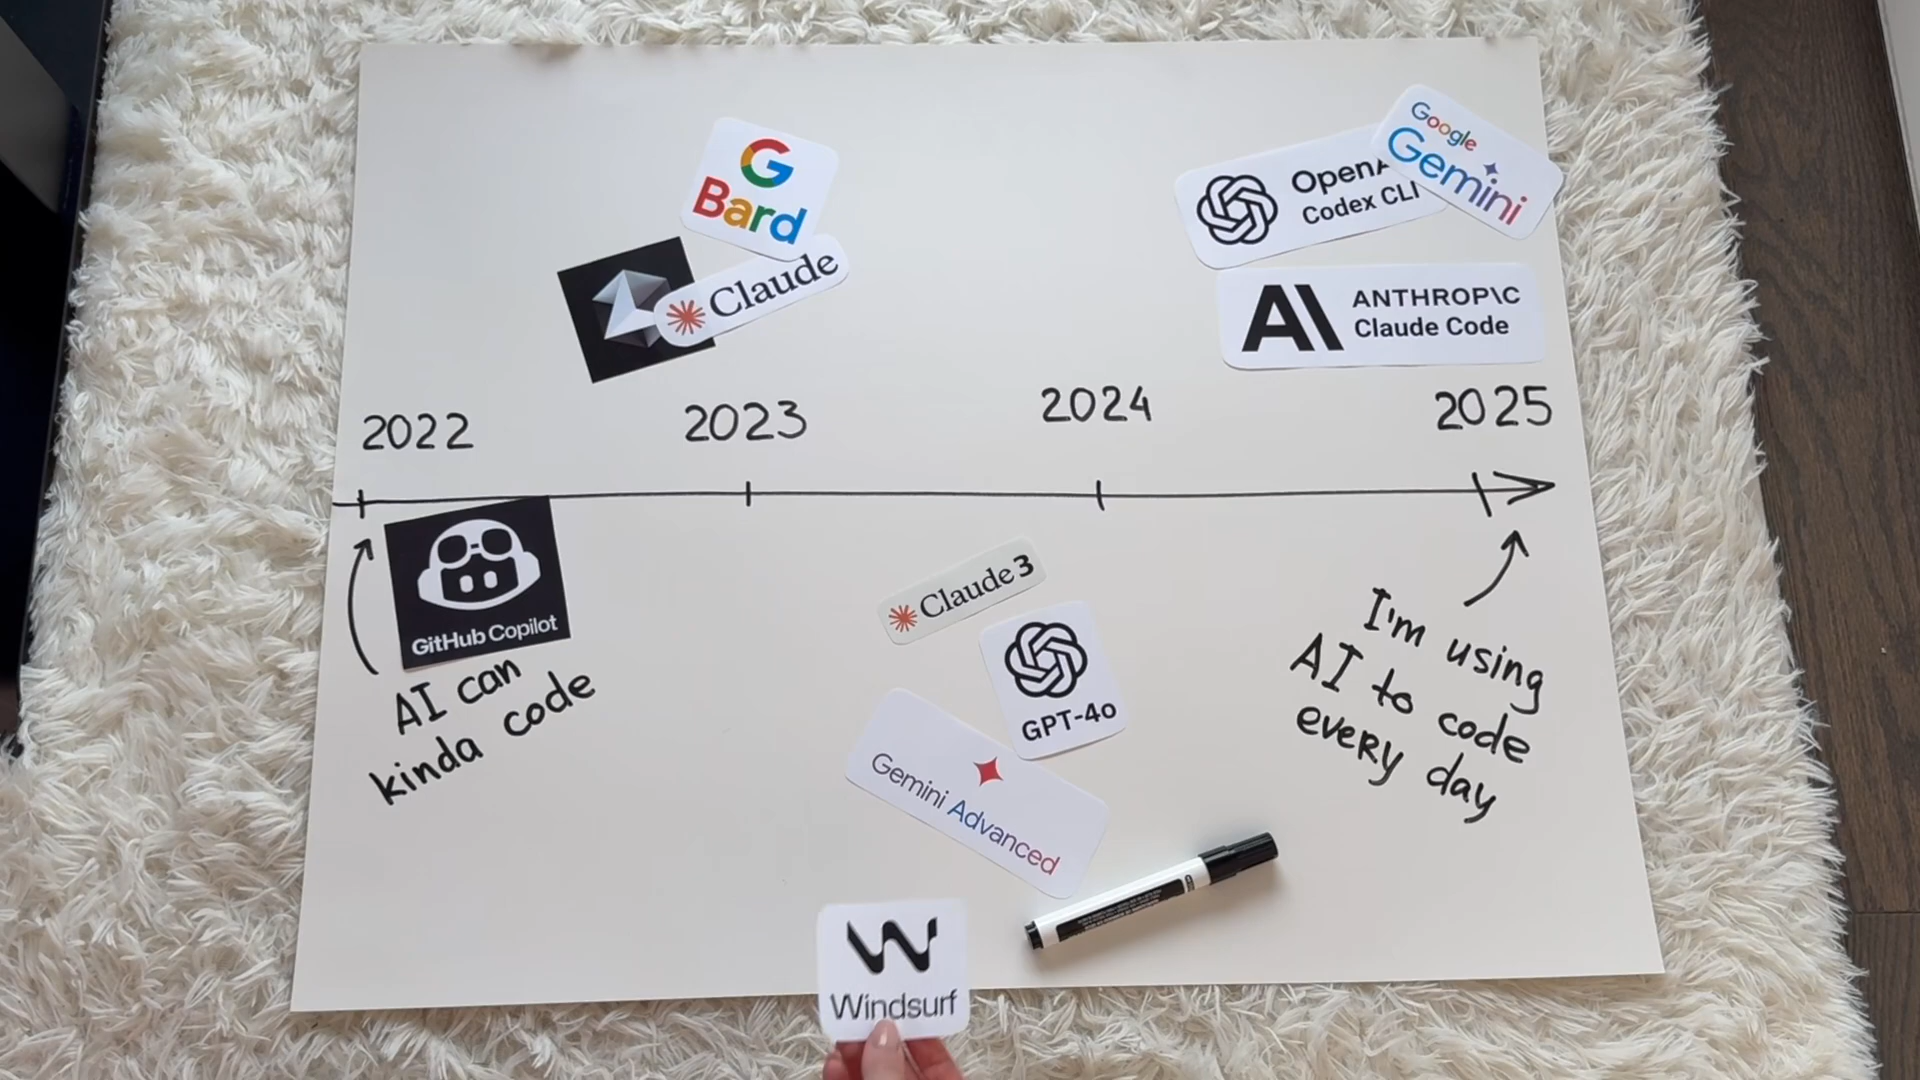 G
Bard
Claude
OpenA
Codex CLI
Google
Gemini
ANTHROP\C
Claude Code
2022
2023
2024
2025
GitHub Copilot
AI can
kinda code
Claude 3
GPT-4o
Gemini Advanced
I'm using
AI to code
every day
W
Windsurf